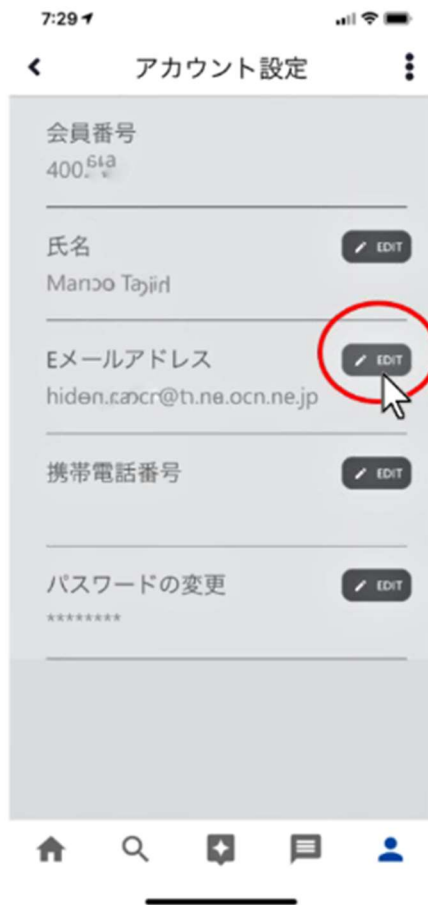 7:29
アカウント設定
会員番号
400.
氏名
EDIT
Eメールアドレス
EDIT
携帯電話番号
EDIT
パスワードの変更
EDIT
********